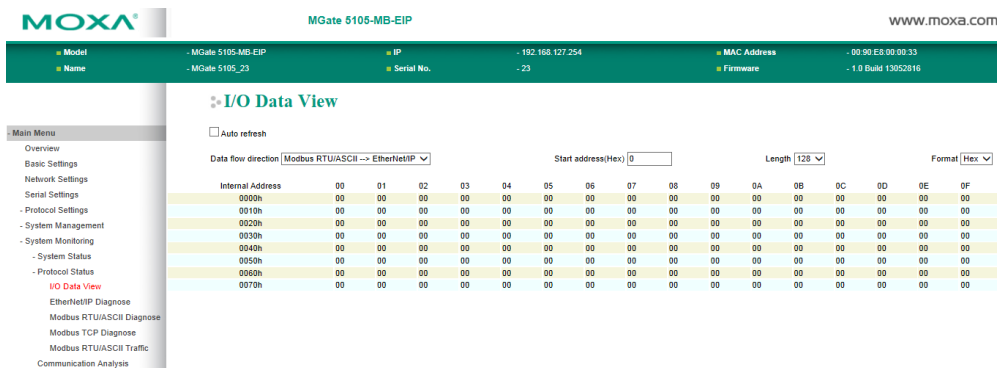 MOXA® MGate 5105-MB-EIP www.moxa.com
Model - MGate 5105-MB-EIP IP - 192.168.127.254 MAC Address - 00:90:E8:00:00:33
Name - MGate 5105_23 Serial No. - 23 Firmware - 1.0 Build 13052816
I/O Data View
- Main Menu
Overview
Basic Settings
Network Settings
Serial Settings
- Protocol Settings
- System Management
- System Monitoring
- System Status
- Protocol Status
I/O Data View
EtherNet/IP Diagnose
Modbus RTU/ASCII Diagnose
Modbus TCP Diagnose
Modbus RTU/ASCII Traffic
Communication Analysis
Auto refresh
Data flow direction Modbus RTU/ASCII --> EtherNet/IP Start address(Hex) 0 Length 128 Format Hex
Internal Address 00 01 02 03 04 05 06 07 08 09 0A 0B 0C 0D 0E 0F
0000h 00 00 00 00 00 00 00 00 00 00 00 00 00 00 00 00
0010h 00 00 00 00 00 00 00 00 00 00 00 00 00 00 00 00
0020h 00 00 00 00 00 00 00 00 00 00 00 00 00 00 00 00
0030h 00 00 00 00 00 00 00 00 00 00 00 00 00 00 00 00
0040h 00 00 00 00 00 00 00 00 00 00 00 00 00 00 00 00
0050h 00 00 00 00 00 00 00 00 00 00 00 00 00 00 00 00
0060h 00 00 00 00 00 00 00 00 00 00 00 00 00 00 00 00
0070h 00 00 00 00 00 00 00 00 00 00 00 00 00 00 00 00